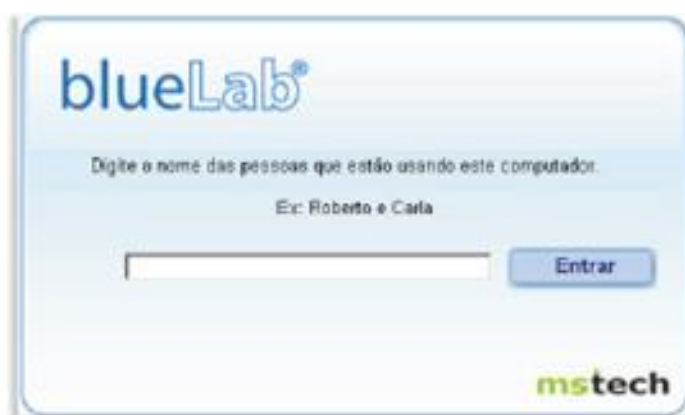 blueLab®
Digite o nome das pessoas que estão usando este computador.
Ex: Roberto e Carla
Entrar
mstech